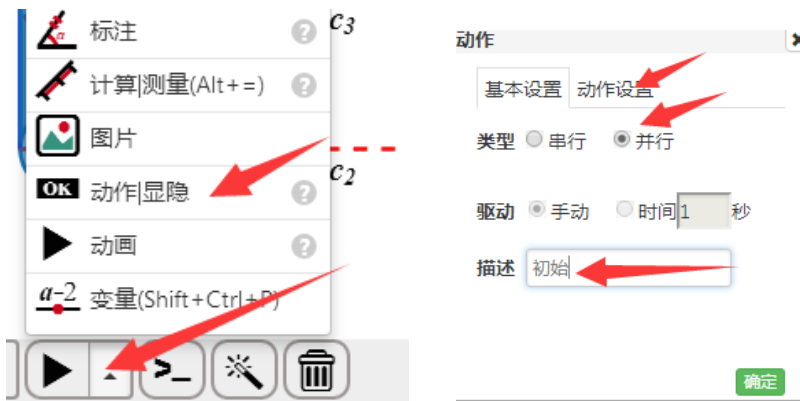 标注
c3
计算|测量(Alt+=)
图片
OK 动作|显隐
c2
动画
a-2 变量(Shift+Ctrl+P)
>_
动作
基本设置 动作设置
类型 串行 并行
驱动 手动 时间 1 秒
描述 初始
确定